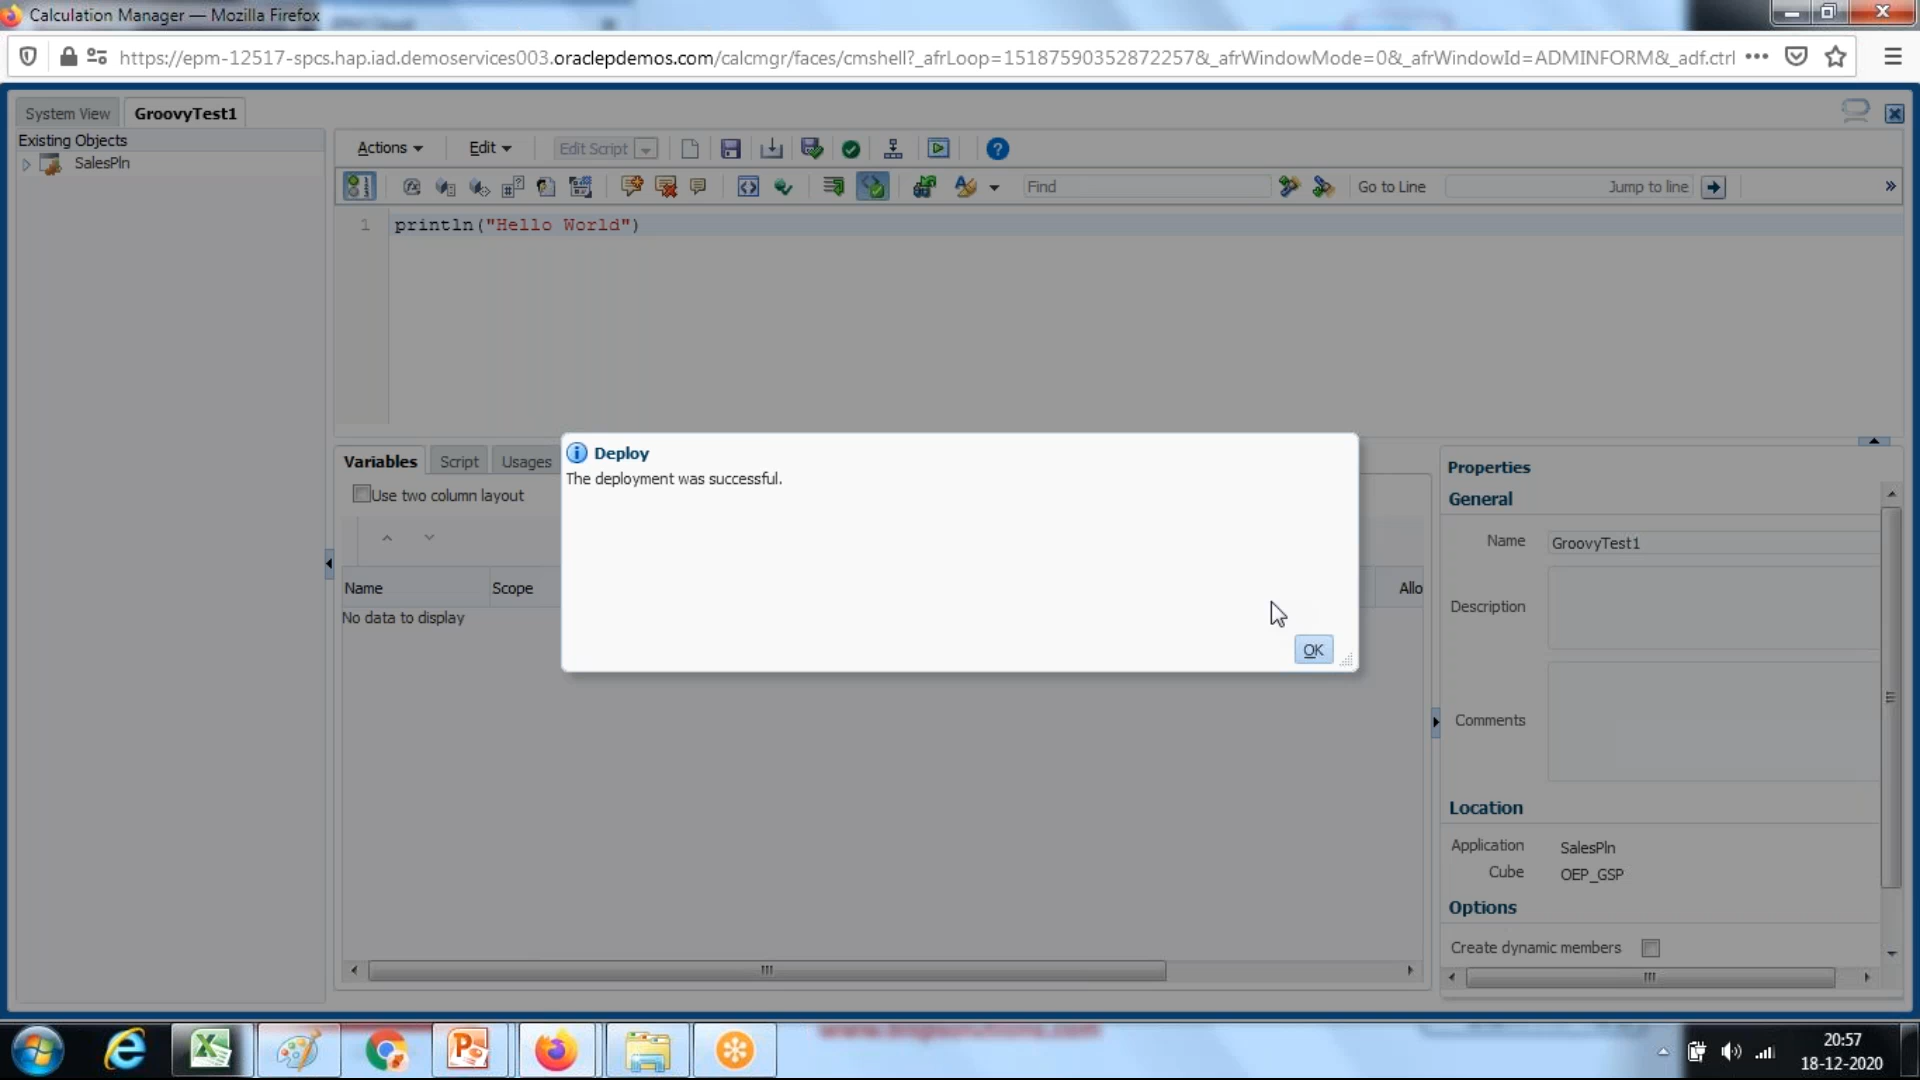 Calculation Manager — Mozilla Firefox
https://epm-12517-spcs.hap.iad.demoservices003.oraclepdemos.com/calcmgr/faces/cmshell?_afrLoop=15187590352872257&_afrWindowMode=0&_afrWindowId=ADMINFORM&_adf.ctrl
System View
GroovyTest1
Existing Objects
SalesPln
Actions
Edit
Edit Script
Find
Go to Line
Jump to line
1 println("Hello World")
Variables
Script
Usages
Use two column layout
Name
Scope
Allo
No data to display
Deploy
The deployment was successful.
OK
Properties
General
Name GroovyTest1
Description
Comments
Location
Application SalesPln
Cube OEP_GSP
Options
Create dynamic members
20:57
18-12-2020